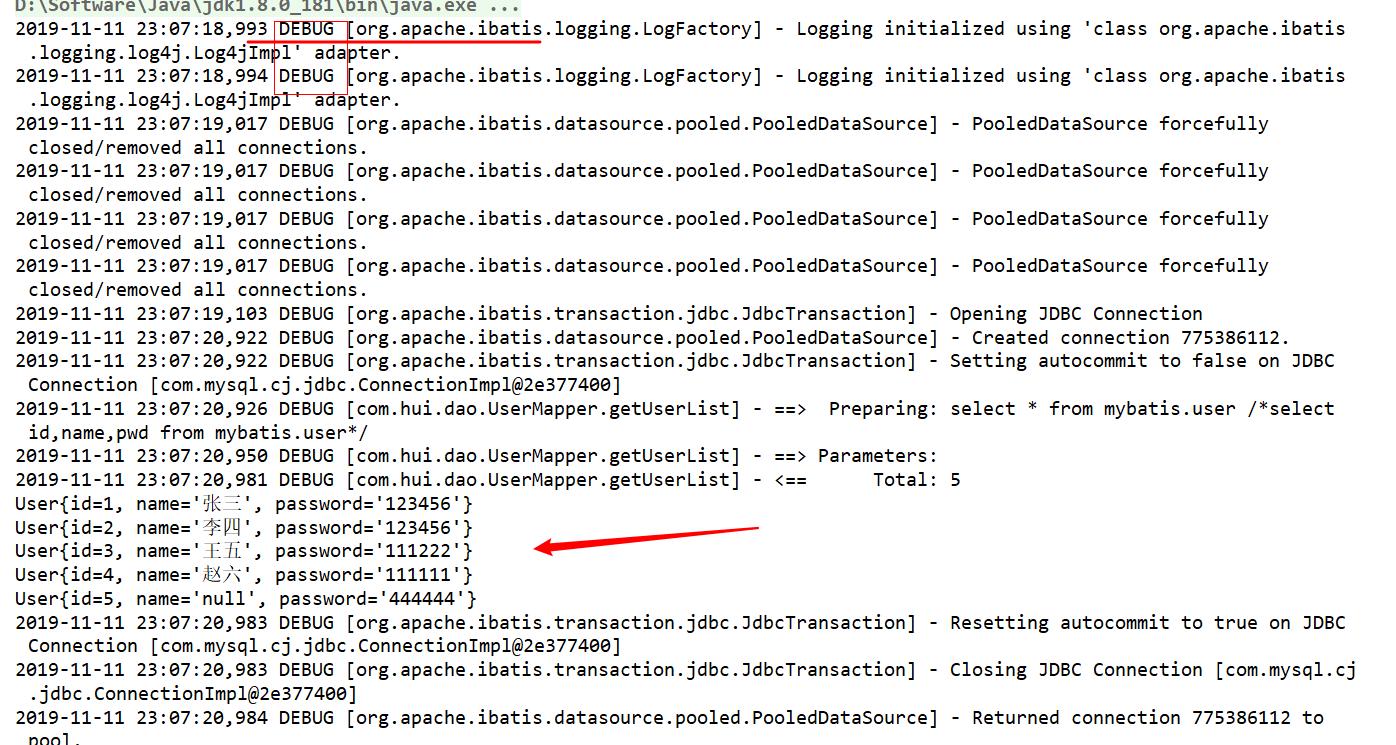 D:\Software\Java\jdk1.8.0_181\bin\java.exe ...
2019-11-11 23:07:18,993 DEBUG [org.apache.ibatis.logging.LogFactory] - Logging initialized using 'class org.apache.ibatis
.logging.log4j.Log4jImpl' adapter.
2019-11-11 23:07:18,994 DEBUG [org.apache.ibatis.logging.LogFactory] - Logging initialized using 'class org.apache.ibatis
.logging.log4j.Log4jImpl' adapter.
2019-11-11 23:07:19,017 DEBUG [org.apache.ibatis.datasource.pooled.PooledDataSource] - PooledDataSource forcefully
closed/removed all connections.
2019-11-11 23:07:19,017 DEBUG [org.apache.ibatis.datasource.pooled.PooledDataSource] - PooledDataSource forcefully
closed/removed all connections.
2019-11-11 23:07:19,017 DEBUG [org.apache.ibatis.datasource.pooled.PooledDataSource] - PooledDataSource forcefully
closed/removed all connections.
2019-11-11 23:07:19,017 DEBUG [org.apache.ibatis.datasource.pooled.PooledDataSource] - PooledDataSource forcefully
closed/removed all connections.
2019-11-11 23:07:19,103 DEBUG [org.apache.ibatis.transaction.jdbc.JdbcTransaction] - Opening JDBC Connection
2019-11-11 23:07:20,922 DEBUG [org.apache.ibatis.datasource.pooled.PooledDataSource] - Created connection 775386112.
2019-11-11 23:07:20,922 DEBUG [org.apache.ibatis.transaction.jdbc.JdbcTransaction] - Setting autocommit to false on JDBC
Connection [com.mysql.cj.jdbc.ConnectionImpl@2e377400]
2019-11-11 23:07:20,926 DEBUG [com.hui.dao.UserMapper.getUserList] - ==>  Preparing: select * from mybatis.user /*select
id,name,pwd from mybatis.user*/
2019-11-11 23:07:20,950 DEBUG [com.hui.dao.UserMapper.getUserList] - ==> Parameters:
2019-11-11 23:07:20,981 DEBUG [com.hui.dao.UserMapper.getUserList] - <==      Total: 5
User{id=1, name='张三', password='123456'}
User{id=2, name='李四', password='123456'}
User{id=3, name='王五', password='111222'}
User{id=4, name='赵六', password='111111'}
User{id=5, name='null', password='444444'}
2019-11-11 23:07:20,983 DEBUG [org.apache.ibatis.transaction.jdbc.JdbcTransaction] - Resetting autocommit to true on JDBC
Connection [com.mysql.cj.jdbc.ConnectionImpl@2e377400]
2019-11-11 23:07:20,983 DEBUG [org.apache.ibatis.transaction.jdbc.JdbcTransaction] - Closing JDBC Connection [com.mysql.cj
.jdbc.ConnectionImpl@2e377400]
2019-11-11 23:07:20,984 DEBUG [org.apache.ibatis.datasource.pooled.PooledDataSource] - Returned connection 775386112 to
pool.